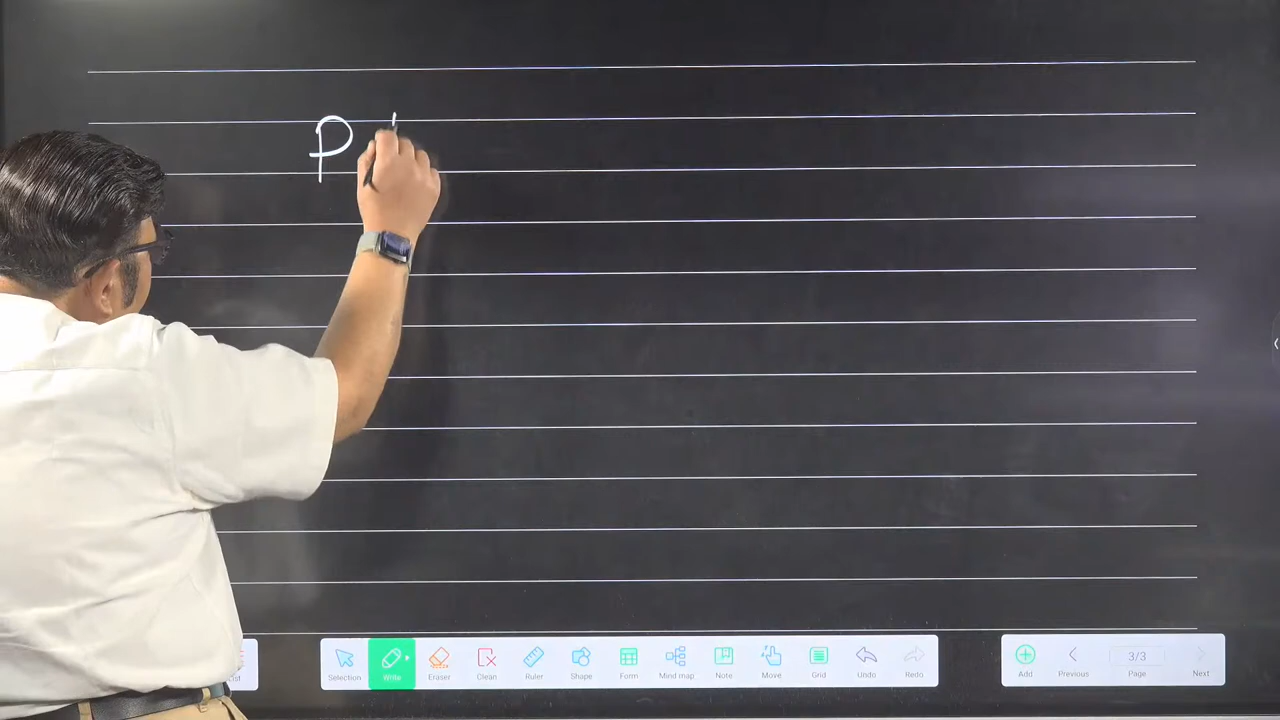 P
List
Selection Write Eraser Clean Ruler Shape Form Mind map Note Move Grid Undo Redo
Add Previous 3/3 Page Next